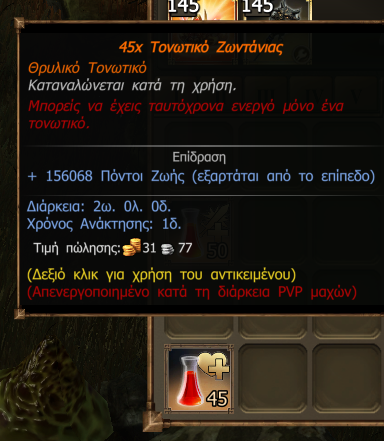 145 145
45x Τονωτικό Ζωντάνιας
Θρυλικό Τονωτικό
Καταναλώνεται κατά τη χρήση.
Μπορείς να έχεις ταυτόχρονα ενεργό μόνο ένα
τονωτικό.
Επίδραση
+ 156068 Πόντοι Ζωής (εξαρτάται από το επίπεδο)
Διάρκεια: 2ω. 0λ. 0δ.
Χρόνος Ανάκτησης: 1δ.
Τιμή πώλησης: 31 77
(Δεξιό κλικ για χρήση του αντικειμένου)
(Απενεργοποιημένο κατά τη διάρκεια PVP μαχών)
50
45